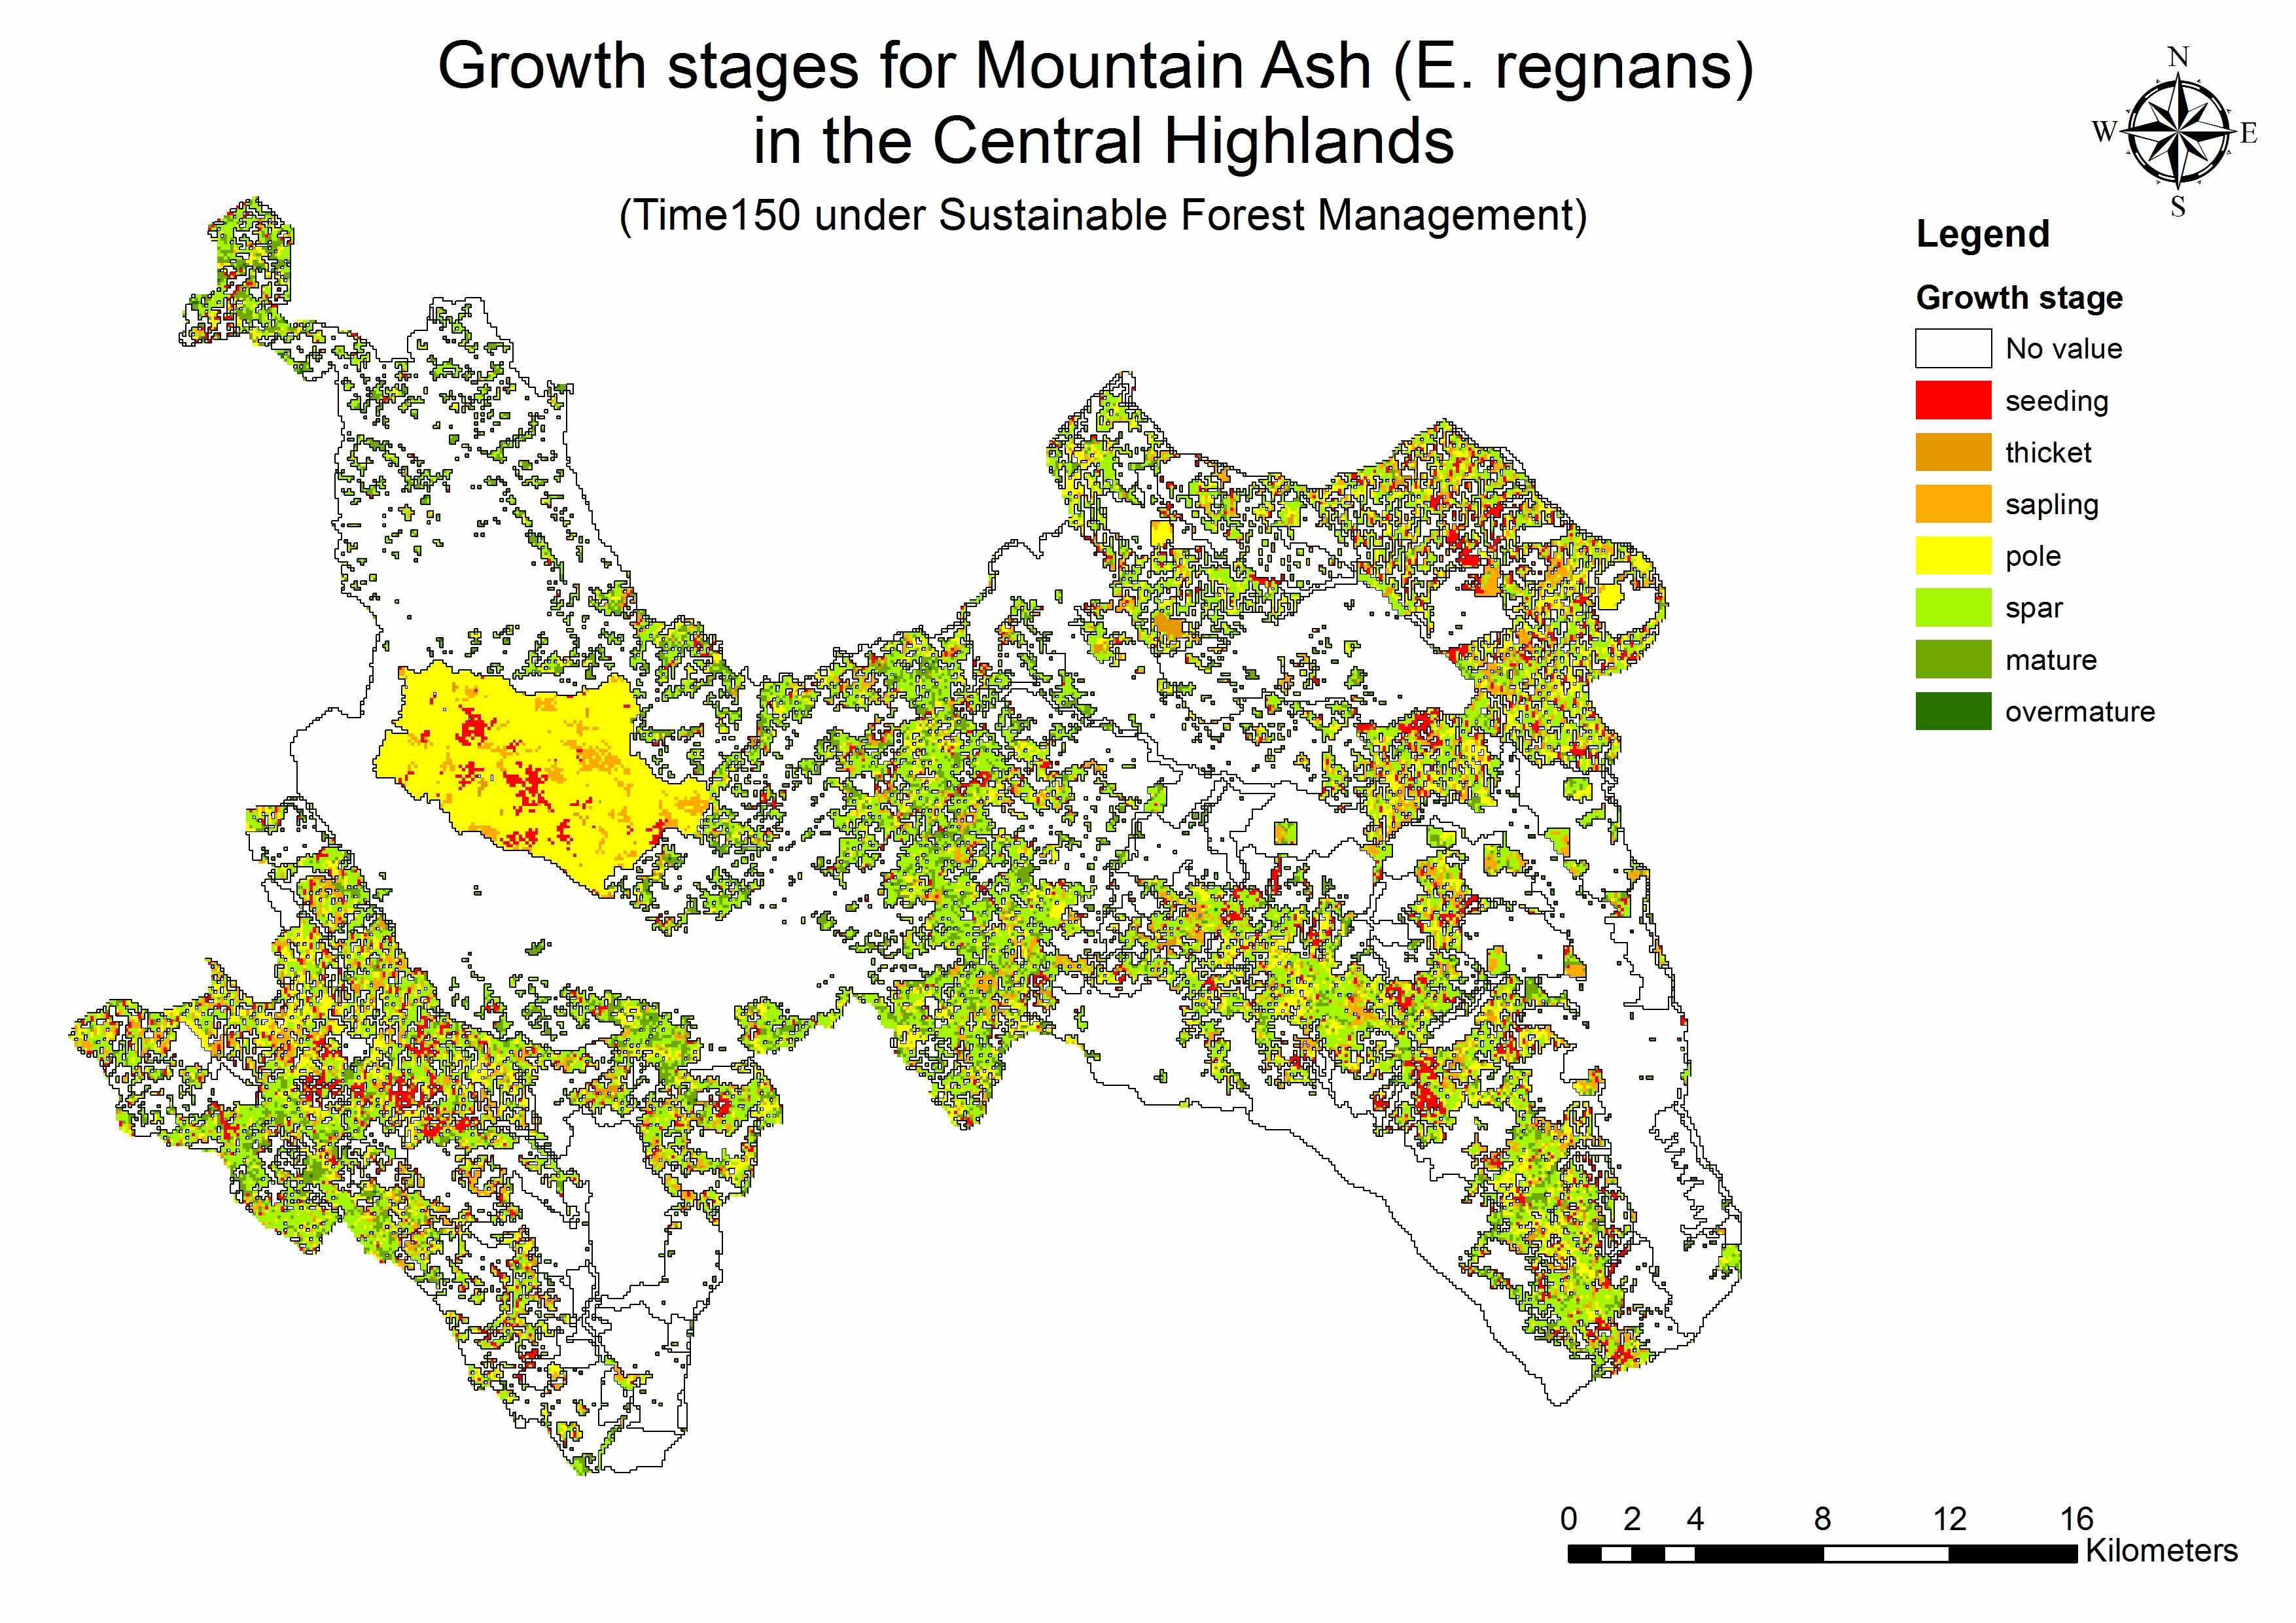 Growth stages for Mountain Ash (E. regnans)
in the Central Highlands
(Time150 under Sustainable Forest Management)
N
W E
S
Legend
Growth stage
No value
seeding
thicket
sapling
pole
spar
mature
overmature
0 2 4 8 12 16
Kilometers